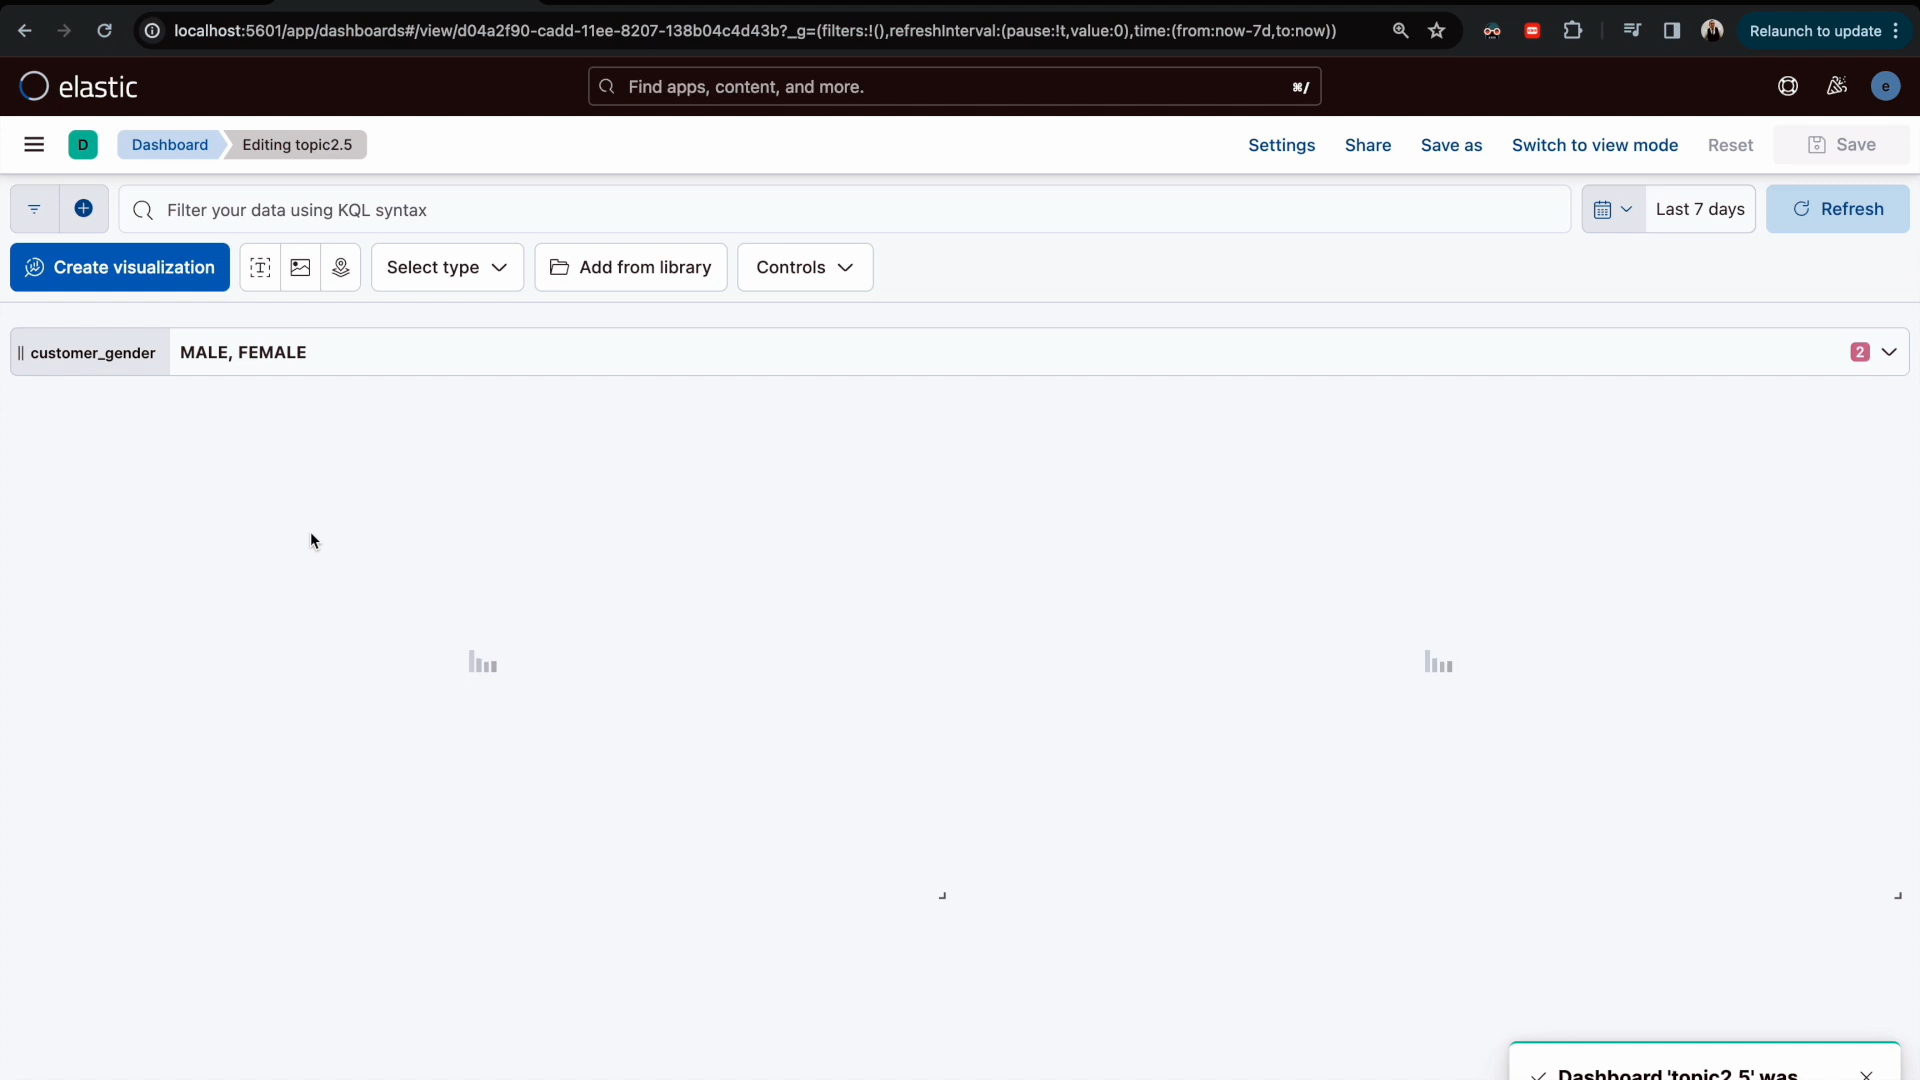 localhost:5601/app/dashboards#/view/d04a2f90-cadd-11ee-8207-138b04c4d43b?_g=(filters:!(),refreshInterval:(pause:!t,value:0),time:(from:now-7d,to:now))
Relaunch to update
elastic
Find apps, content, and more.
⌘/
e
D
Dashboard
Editing topic2.5
Settings
Share
Save as
Switch to view mode
Reset
Save
Filter your data using KQL syntax
Last 7 days
Refresh
Create visualization
T
Select type
Add from library
Controls
customer_gender
MALE, FEMALE
2
Dashboard 'topic2.5' was